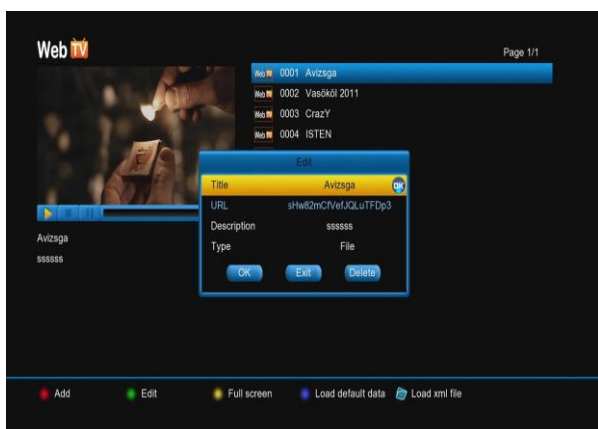 Web TV
Page 1/1
Web TV 0001 Avizsga
Web TV 0002 Vasököl 2011
Web TV 0003 CrazY
Web TV 0004 ISTEN
Edit
Title Avizsga OK
URL
Description ssssss
Type File
OK Exit Delete
Avizsga
ssssss
Add Edit Full screen Load default data Load xml file